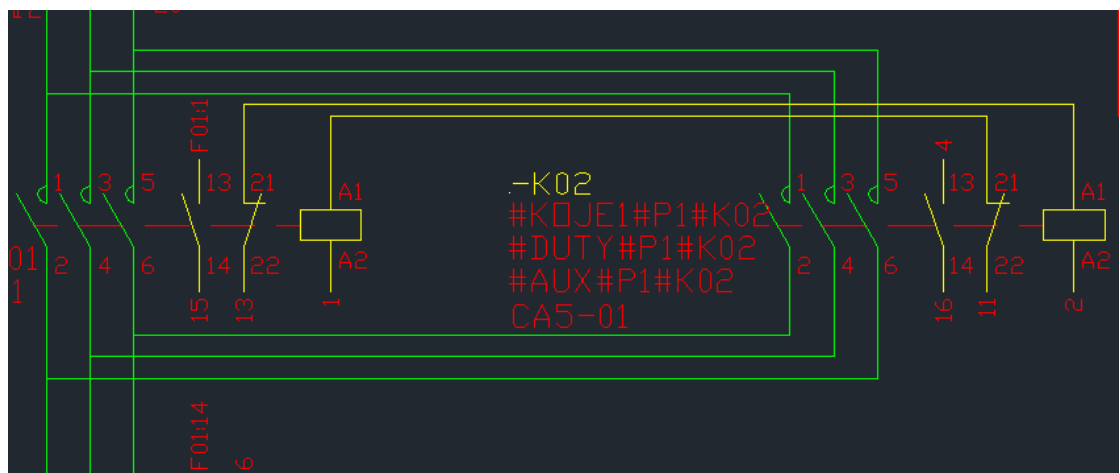 F01:1
4
1 3 5 13 21 A1
-K02
1 3 5 13 21 A1
#K□JE1#P1#K02
#DUTY#P1#K02
01 2 4 6 14 22 A2
2 4 6 14 22 A2
#AUX#P1#K02
1 15 13 1
16 11 2
CA5-01
F01:14
6